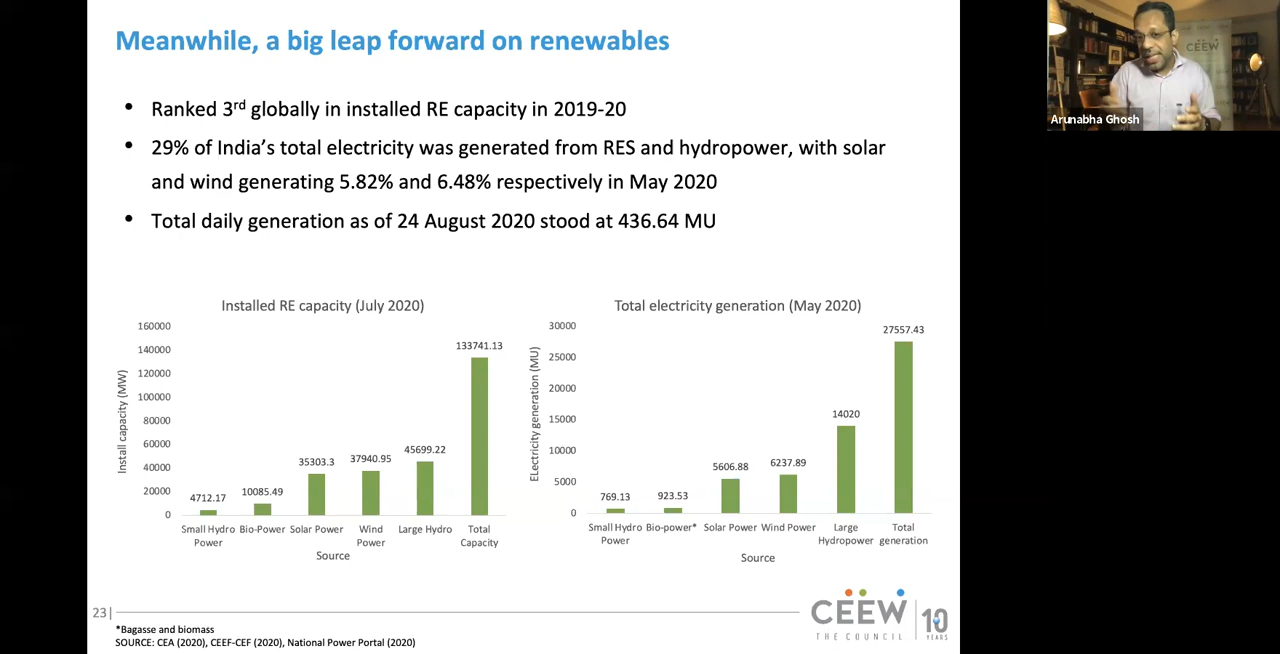 Meanwhile, a big leap forward on renewables
• Ranked 3rd globally in installed RE capacity in 2019-20
• 29% of India's total electricity was generated from RES and hydropower, with solar
and wind generating 5.82% and 6.48% respectively in May 2020
• Total daily generation as of 24 August 2020 stood at 436.64 MU
Installed RE capacity (July 2020)
Install capacity (MW)
160000
140000
120000
100000
80000
60000
40000
20000
0
4712.17
10085.49
35303.3
37940.95
45699.22
133741.13
Small Hydro
Power
Bio-Power
Solar Power
Wind
Power
Large Hydro
Total
Capacity
Source
Total electricity generation (May 2020)
ELectricity generation (MU)
30000
25000
20000
15000
10000
5000
0
769.13
923.53
5606.88
6237.89
14020
27557.43
Small Hydro
Power
Bio-power*
Solar Power
Wind Power
Large
Hydropower
Total
generation
Source
23
*Bagasse and biomass
SOURCE: CEA (2020), CEEF-CEF (2020), National Power Portal (2020)
CEEW
THE COUNCIL
10
YEARS
CEEW
Arunabha Ghosh